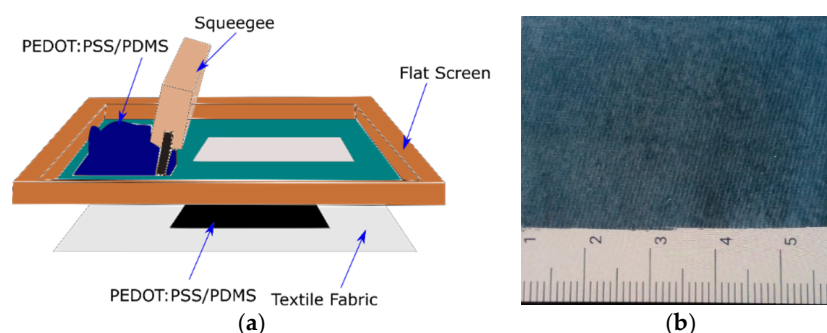 Squeegee
PEDOT:PSS/PDMS
Flat Screen
PEDOT:PSS/PDMS
Textile Fabric
1 2 3 4 5
(a) (b)